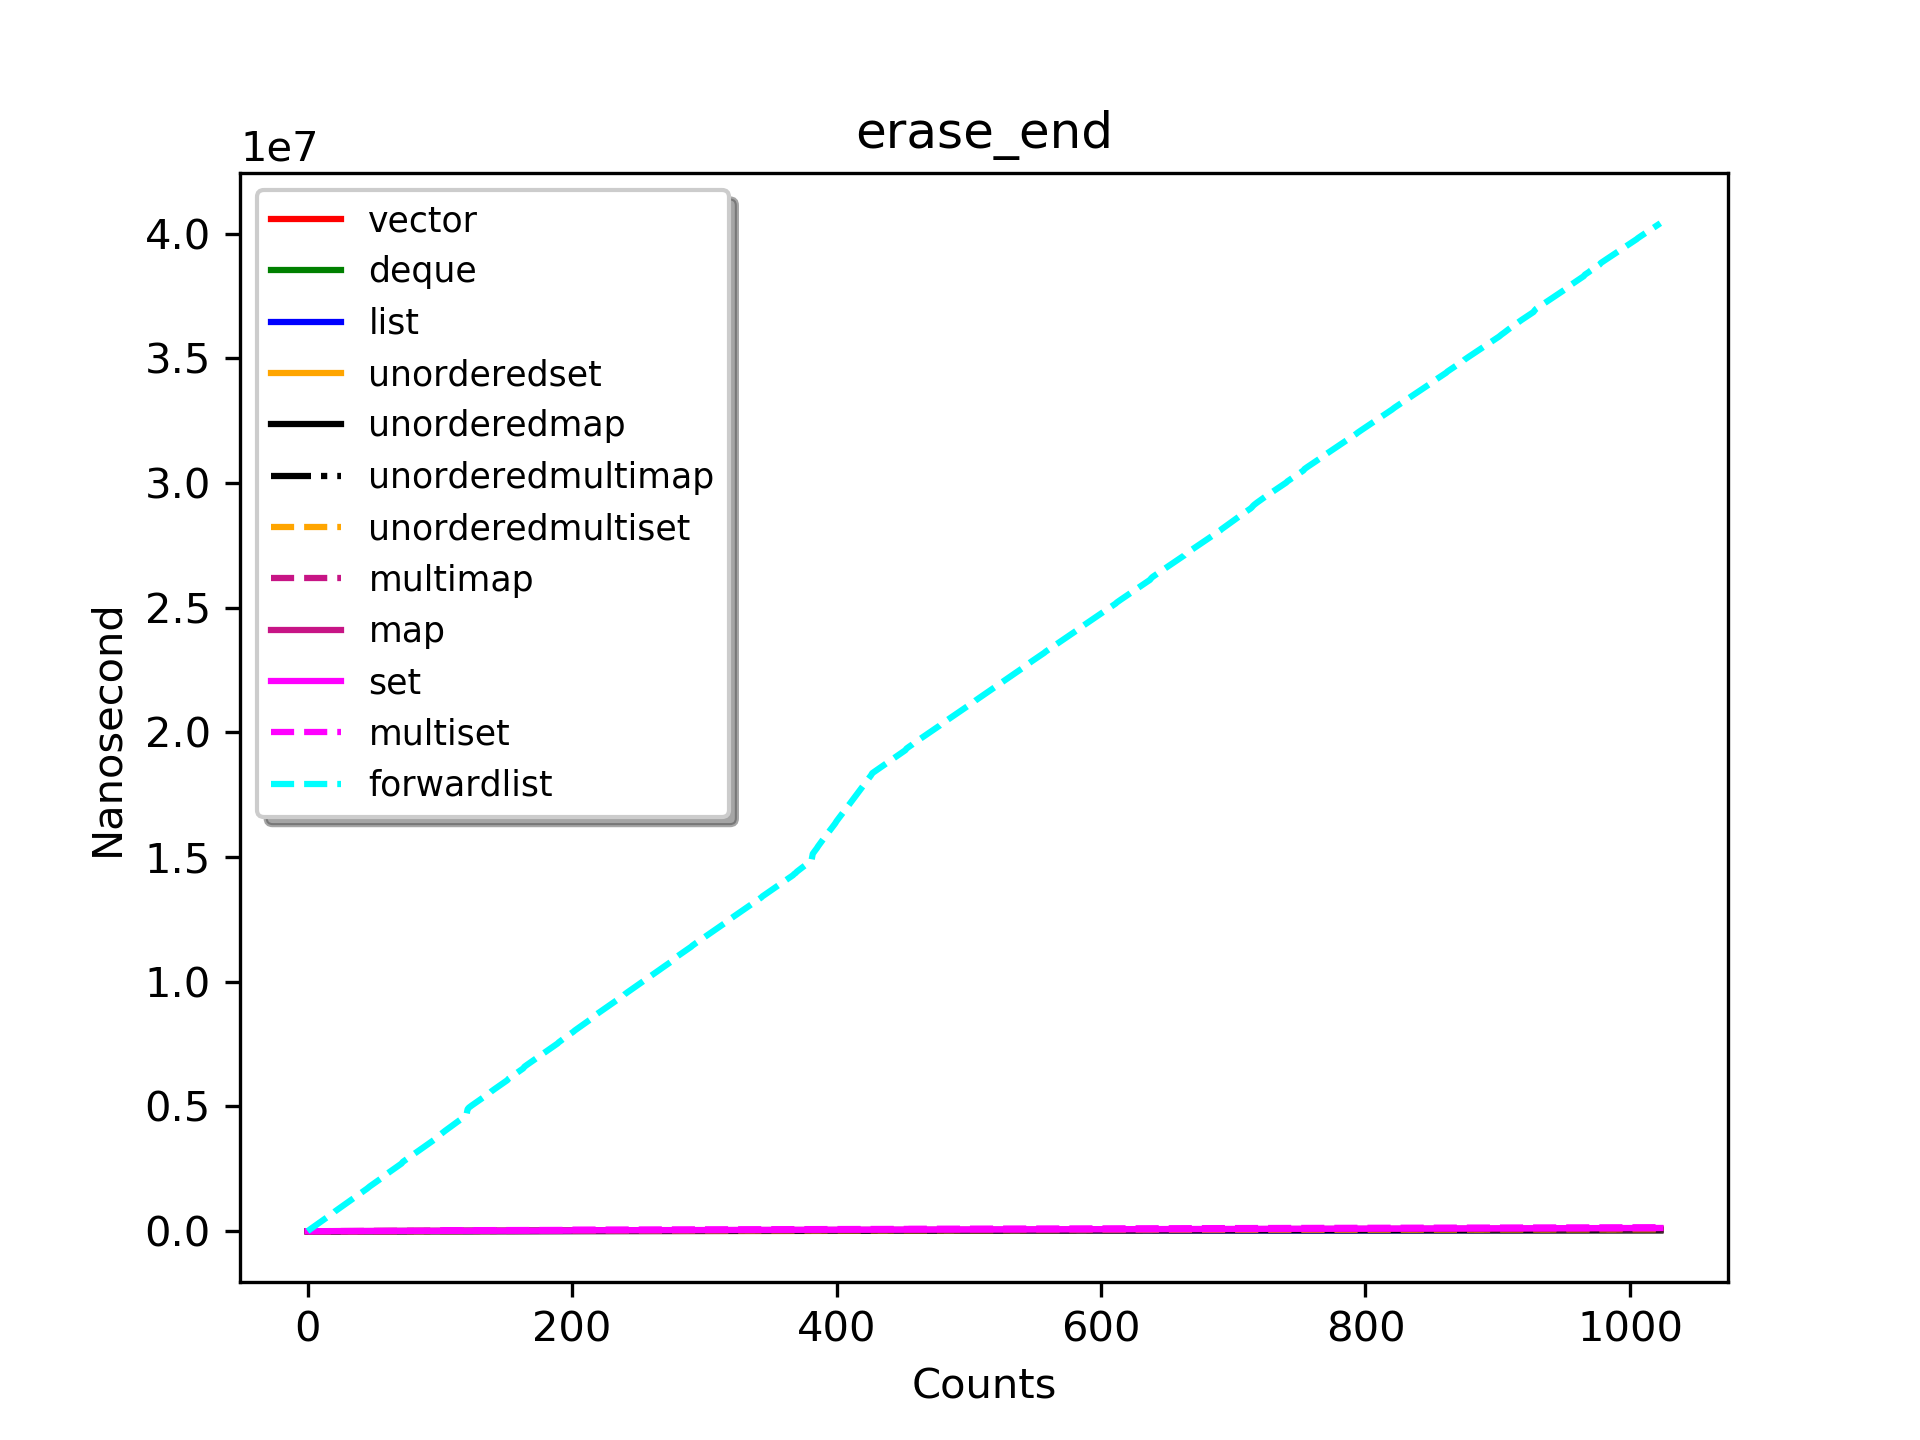 erase_end
1e7
vector
deque
list
unorderedset
unorderedmap
unorderedmultimap
unorderedmultiset
multimap
map
set
multiset
forwardlist
4.0
3.5
3.0
2.5
2.0
1.5
1.0
0.5
0.0
Nanosecond
0 200 400 600 800 1000
Counts